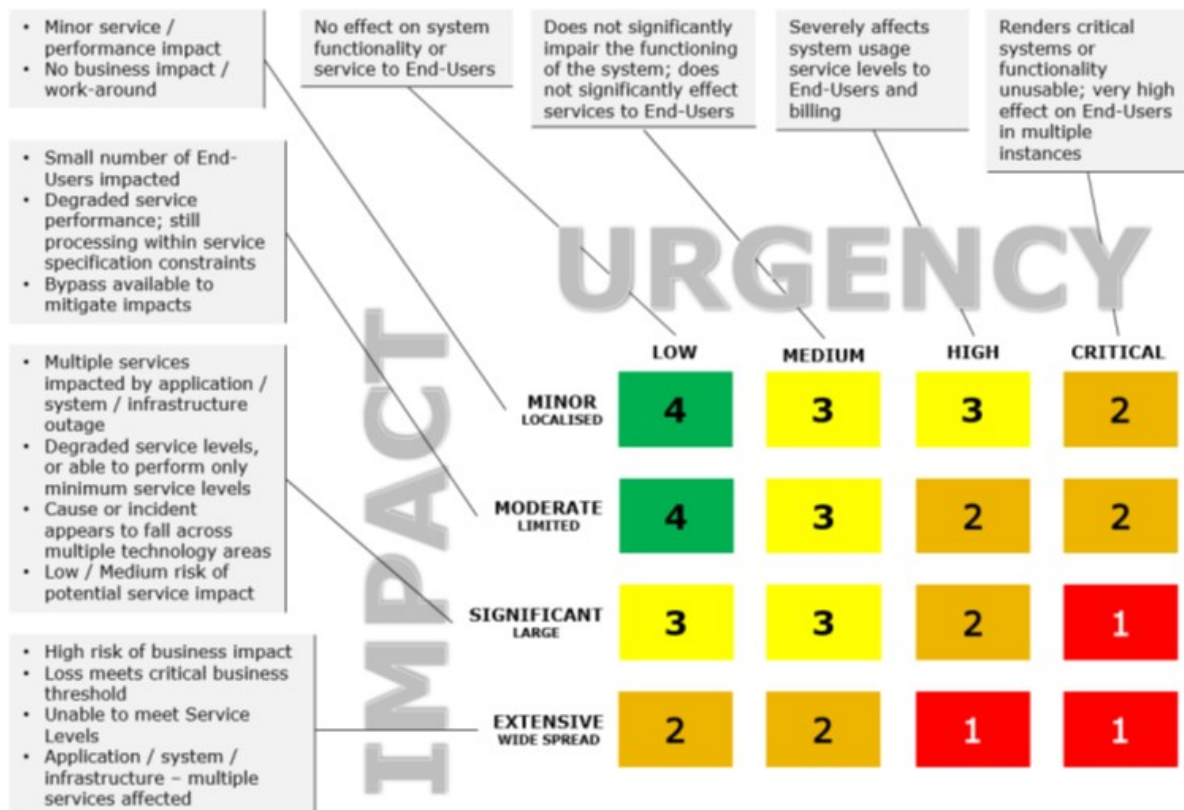 • Minor service /
performance impact
• No business impact /
work-around
No effect on system
functionality or
service to End-Users
Does not significantly
impair the functioning
of the system; does
not significantly effect
services to End-Users
Severely affects
system usage
service levels to
End-Users and
billing
Renders critical
systems or
functionality
unusable; very high
effect on End-Users
in multiple
instances
• Small number of End-
Users impacted
• Degraded service
performance; still
processing within service
specification constraints
• Bypass available to
mitigate impacts
• Multiple services
impacted by application /
system / infrastructure
outage
• Degraded service levels,
or able to perform only
minimum service levels
• Cause or incident
appears to fall across
multiple technology areas
• Low / Medium risk of
potential service impact
• High risk of business impact
• Loss meets critical business
threshold
• Unable to meet Service
Levels
• Application / system /
infrastructure – multiple
services affected
URGENCY
IMPACT
LOW MEDIUM HIGH CRITICAL
MINOR
LOCALISED
4 3 3 2
MODERATE
LIMITED
4 3 2 2
SIGNIFICANT
LARGE
3 3 2 1
EXTENSIVE
WIDE SPREAD
2 2 1 1